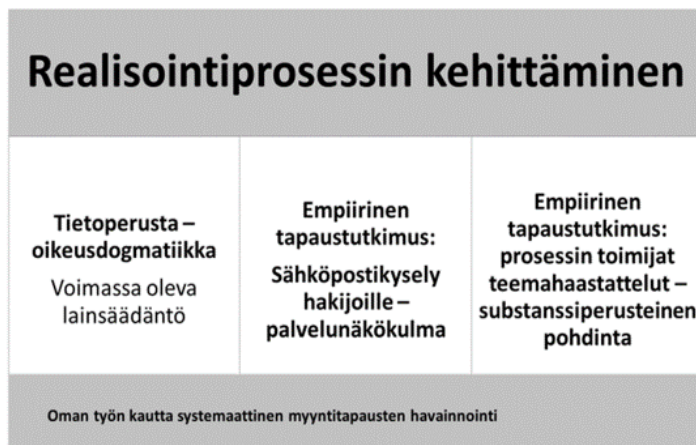 Realisointiprosessin kehittäminen
Tietoperusta –
oikeusdogmatiikka
Voimassa oleva
lainsäädäntö
Empiirinen
tapaustutkimus:
Sähköpostikysely
hakijoille –
palvelunäkökulma
Empiirinen
tapaustutkimus:
prosessin toimijat
teemahaastattelut –
substanssiperusteinen
pohdinta
Oman työn kautta systemaattinen myyntitapausten havainnointi